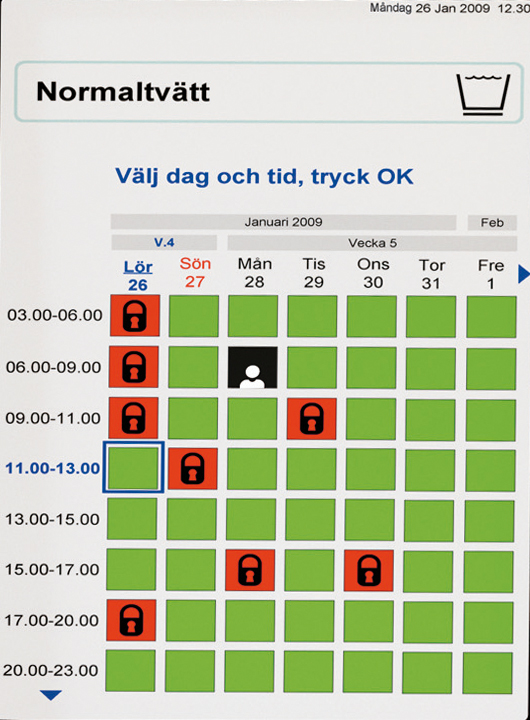 Måndag 26 Jan 2009 12.30
Normaltvätt
Välj dag och tid, tryck OK
Januari 2009 Feb
V.4 Vecka 5
Lör Sön Mån Tis Ons Tor Fre
26 27 28 29 30 31 1
03.00-06.00
06.00-09.00
09.00-11.00
11.00-13.00
13.00-15.00
15.00-17.00
17.00-20.00
20.00-23.00